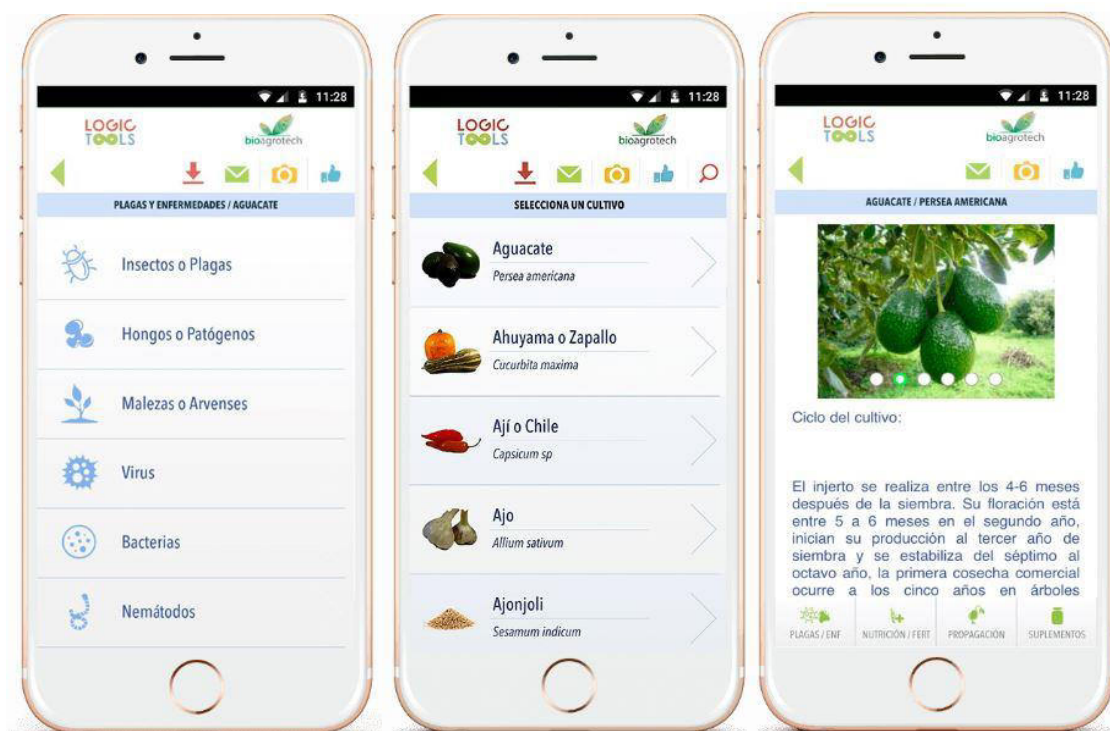 11:28
LOGIC
TOOLS
bioagrotech
PLAGAS Y ENFERMEDADES / AGUACATE
Insectos o Plagas
Hongos o Patógenos
Malezas o Arvenses
Virus
Bacterias
Nemátodos
11:28
LOGIC
TOOLS
bioagrotech
SELECCIONA UN CULTIVO
Aguacate
Persea americana
Ahuyama o Zapallo
Cucurbita maxima
Ají o Chile
Capsicum sp
Ajo
Allium sativum
Ajonjoli
Sesamum indicum
11:28
LOGIC
TOOLS
bioagrotech
AGUACATE / PERSEA AMERICANA
Ciclo del cultivo:
El injerto se realiza entre los 4-6 meses
después de la siembra. Su floración está
entre 5 a 6 meses en el segundo año,
inician su producción al tercer año de
siembra y se estabiliza del séptimo al
octavo año, la primera cosecha comercial
ocurre a los cinco años en árboles
PLAGAS / ENF
NUTRICIÓN / FERT
PROPAGACIÓN
SUPLEMENTOS